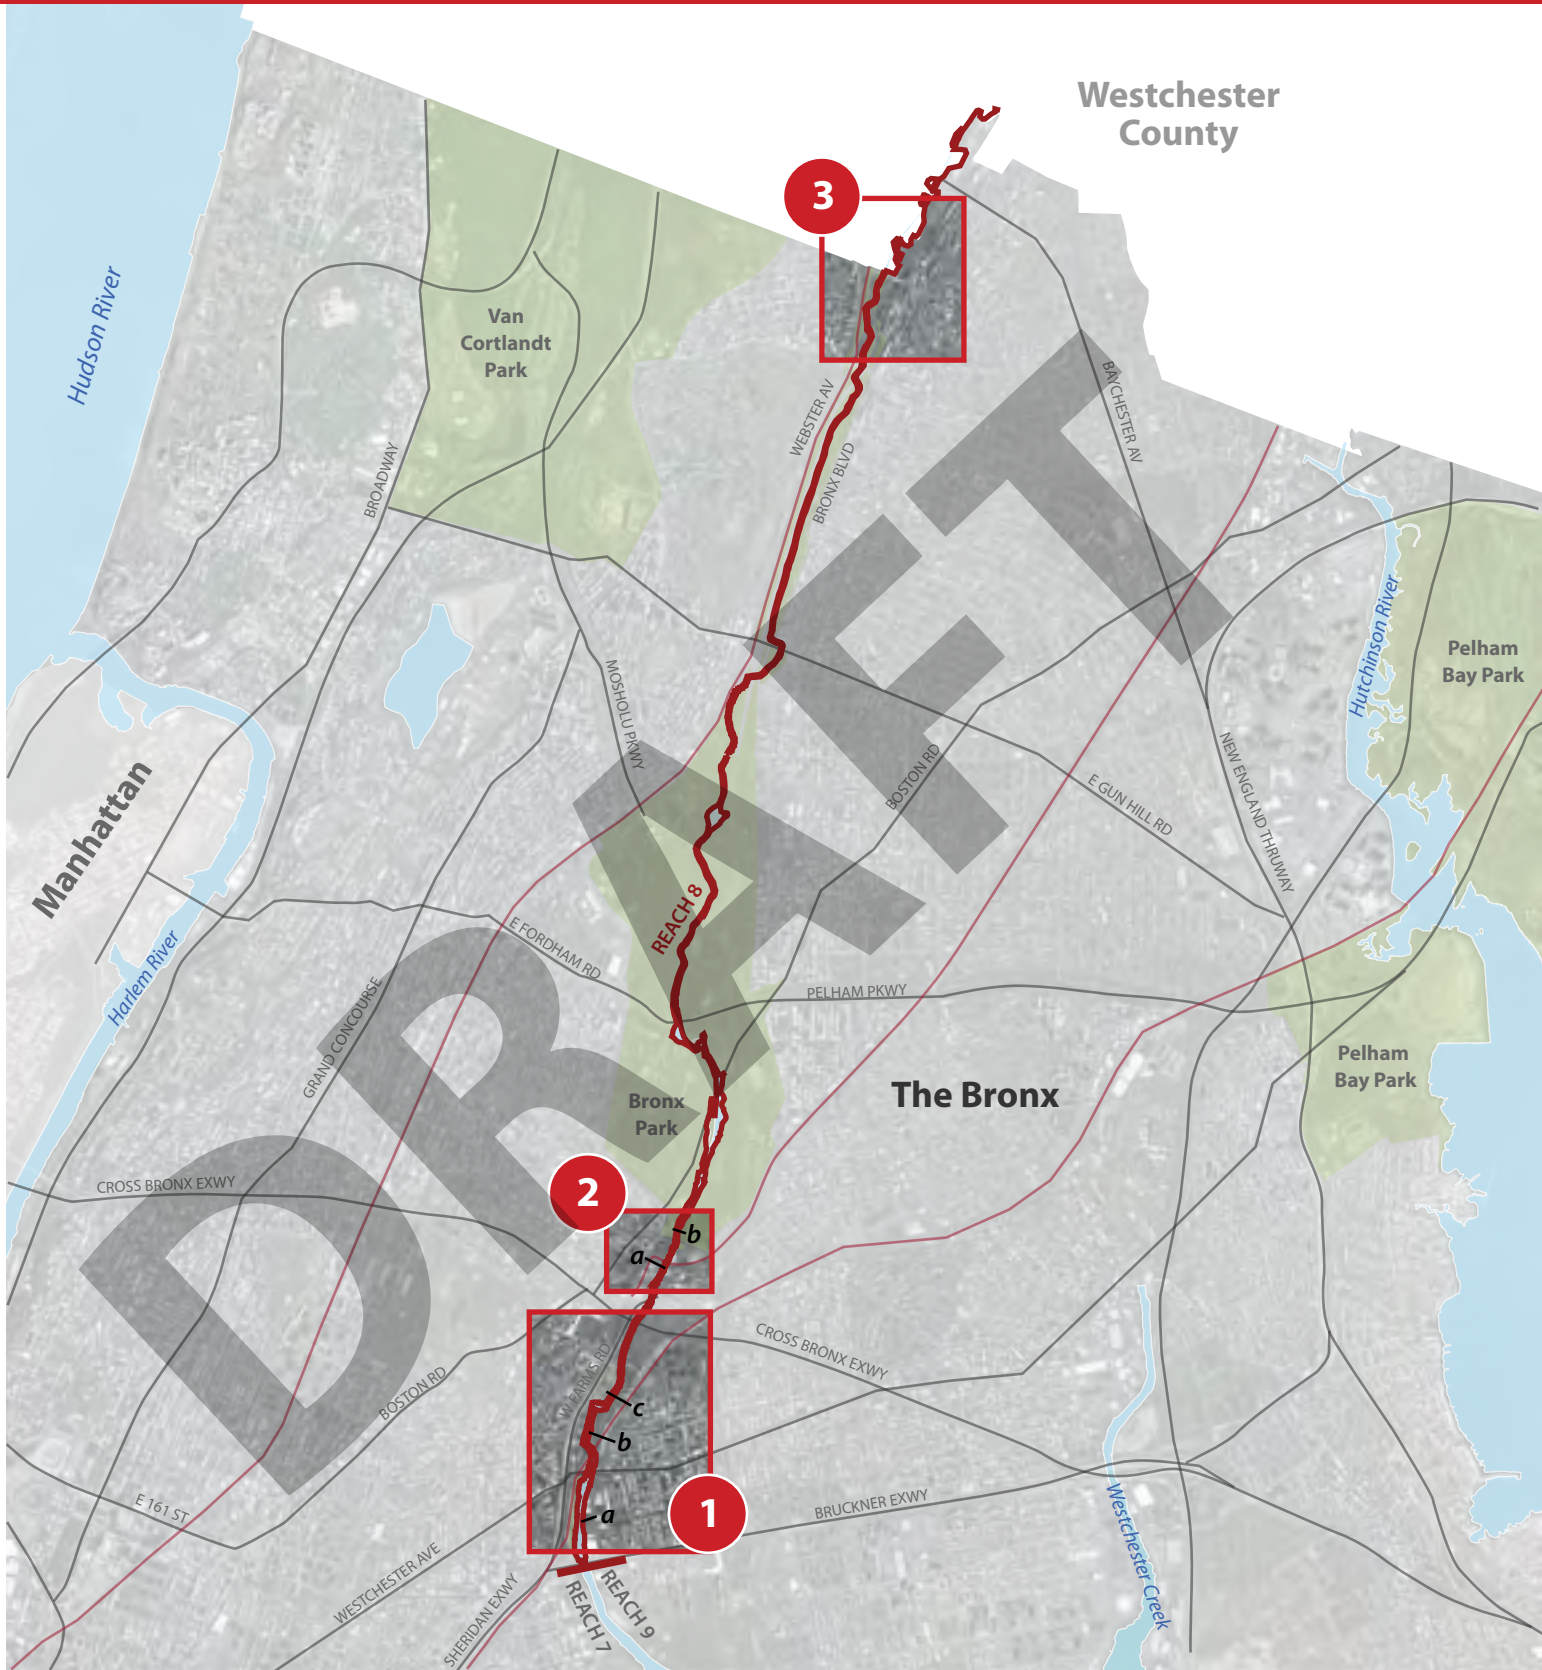 Westchester
County
3
Hudson River
Van
Cortlandt
Park
WEBSTER AV
BRONX BLVD
BAYCHESTER AV
BROADWAY
Hutchinson River
Pelham
Bay Park
MOSHOLU PKWY
BOSTON RD
E GUN HILL RD
NEW ENGLAND THRUWAY
Manhattan
REACH 8
E FORDHAM RD
Harlem River
GRAND CONCOURSE
PELHAM PKWY
Pelham
Bay Park
The Bronx
Bronx
Park
DRAFT
CROSS BRONX EXWY
2
b
a
CROSS BRONX EXWY
W FARMS RD
BOSTON RD
c
b
a
1
E 161 ST
BRUCKNER EXWY
Westchester Creek
WESTCHESTER AVE
SHERIDAN EXWY
REACH 7
REACH 9